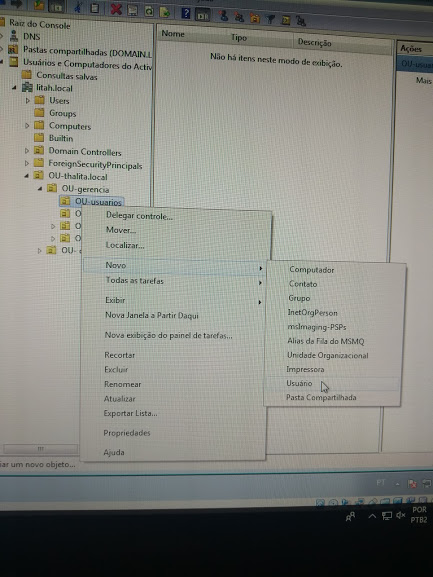 Raiz do Console
DNS
Pastas compartilhadas (DOMAIN.L
Usuários e Computadores do Activ
Consultas salvas
litah.local
Users
Groups
Computers
Builtin
Domain Controllers
ForeignSecurityPrincipals
OU-thalita.local
OU-gerencia
OU-usuarios
O
O
O
OU-
Nome Tipo Descrição
Não há itens neste modo de exibição.
Ações
OU-usuar
Mais
Delegar controle...
Mover...
Localizar...
Novo
Todas as tarefas
Exibir
Nova Janela a Partir Daqui
Nova exibição do painel de tarefas...
Recortar
Excluir
Renomear
Atualizar
Exportar Lista...
Propriedades
Ajuda
Computador
Contato
Grupo
InetOrgPerson
msImaging-PSPs
Alias da Fila do MSMQ
Unidade Organizacional
Impressora
Usuário
Pasta Compartilhada
iar um novo objeto...
PT
POR
PTB2